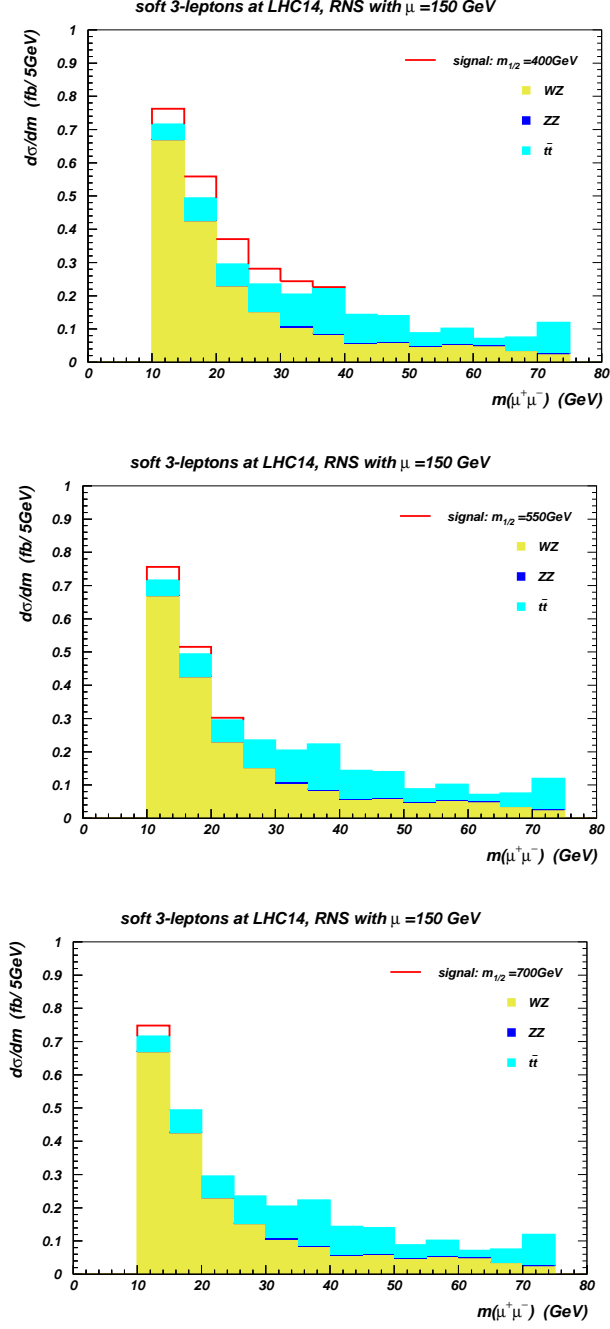 soft 3-leptons at LHC14, RNS with μ =150 GeV
dσ/dm (fb/ 5GeV)
signal: m1/2 =400GeV
WZ
ZZ
tt̄
1
0.9
0.8
0.7
0.6
0.5
0.4
0.3
0.2
0.1
0
0 10 20 30 40 50 60 70 80
m(μ⁺μ⁻) (GeV)
soft 3-leptons at LHC14, RNS with μ =150 GeV
dσ/dm (fb/ 5GeV)
signal: m1/2 =550GeV
WZ
ZZ
tt̄
1
0.9
0.8
0.7
0.6
0.5
0.4
0.3
0.2
0.1
0
0 10 20 30 40 50 60 70 80
m(μ⁺μ⁻) (GeV)
soft 3-leptons at LHC14, RNS with μ =150 GeV
dσ/dm (fb/ 5GeV)
signal: m1/2 =700GeV
WZ
ZZ
tt̄
1
0.9
0.8
0.7
0.6
0.5
0.4
0.3
0.2
0.1
0
0 10 20 30 40 50 60 70 80
m(μ⁺μ⁻) (GeV)